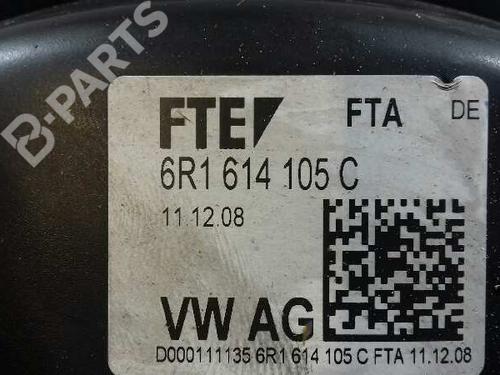 B-PARTS
FTE FTA DE
6R1 614 105 C
11.12.08
VW AG
D000111135 6R1 614 105 C FTA 11.12.08